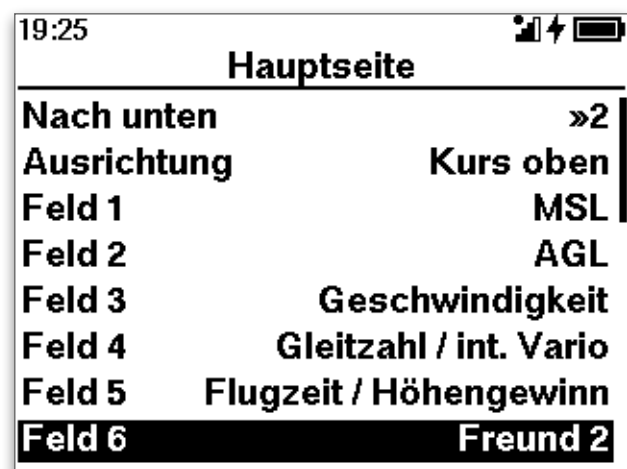 19:25
Hauptseite
Nach unten »2
Ausrichtung Kurs oben
Feld 1 MSL
Feld 2 AGL
Feld 3 Geschwindigkeit
Feld 4 Gleitzahl / int. Vario
Feld 5 Flugzeit / Höhengewinn
Feld 6 Freund 2